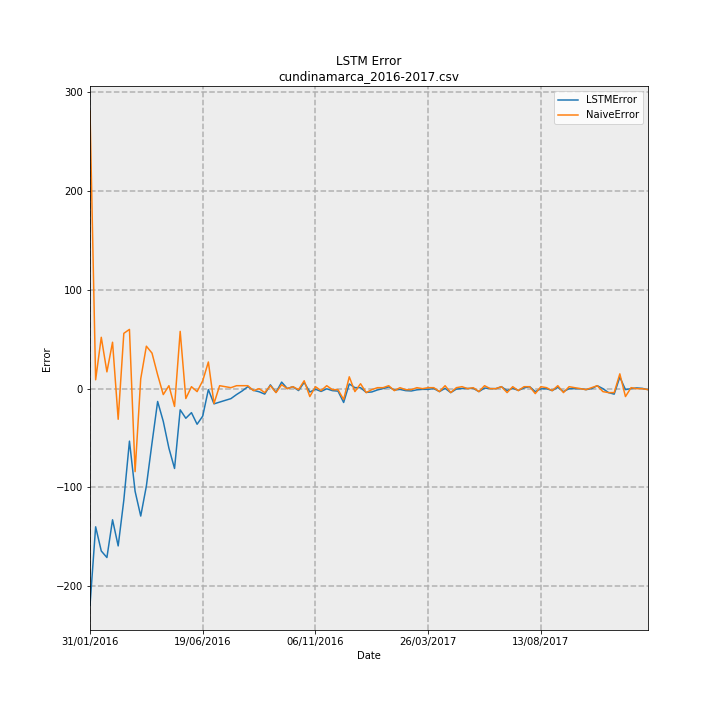 LSTM Error
cundinamarca_2016-2017.csv
LSTMError
NaiveError
300
200
100
0
−100
−200
Error
31/01/2016
19/06/2016
06/11/2016
26/03/2017
13/08/2017
Date